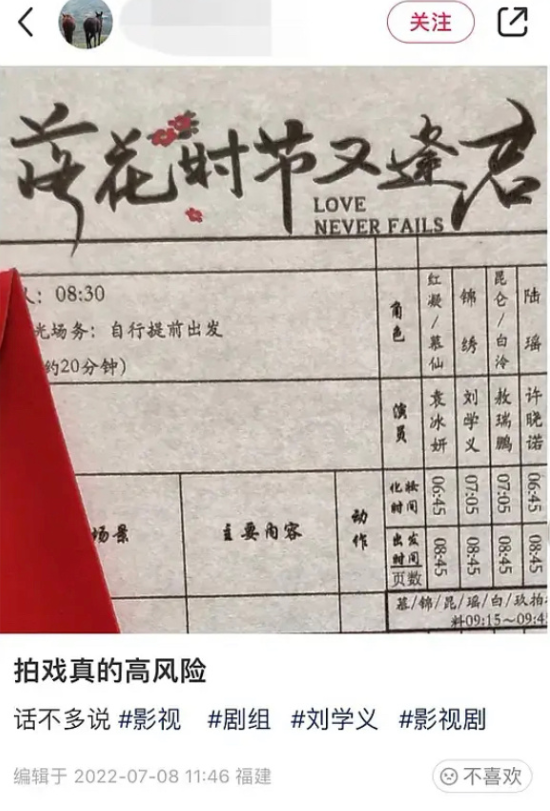 关注
落花时节又逢君
LOVE
NEVER FAILS
人：08:30
光场务：自行提前出发
约20分钟）
角色
红凝/慕仙
锦绣
昆仑/白泠
陆瑶
演员
袁冰妍
刘学义
敖瑞鹏
许晓诺
场景
主要内容
动作
化妆时间
06:45
07:05
07:05
06:45
出发时间
08:45
08:45
08:45
08:45
页数
慕/锦/昆/瑶/白/玖拍
料09:15～09:4
拍戏真的高风险
话不多说 #影视 #剧组 #刘学义 #影视剧
编辑于 2022-07-08 11:46 福建
不喜欢